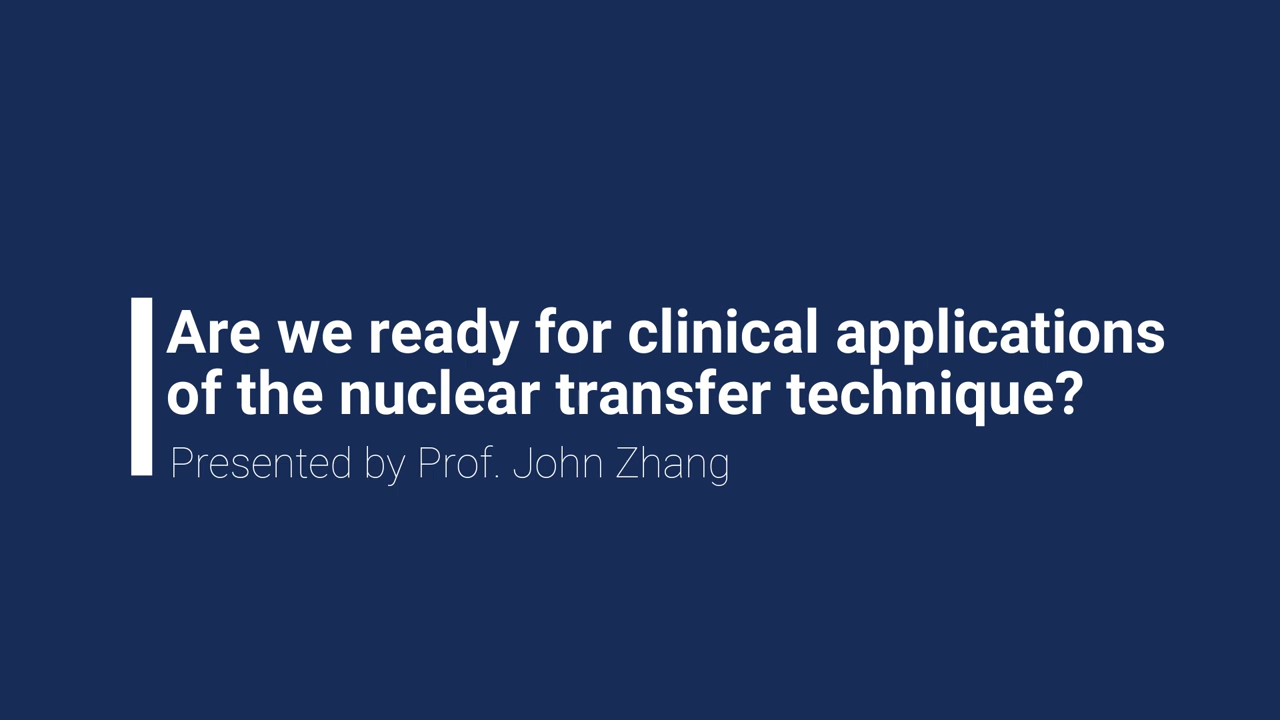 Are we ready for clinical applications
of the nuclear transfer technique?
Presented by Prof. John Zhang